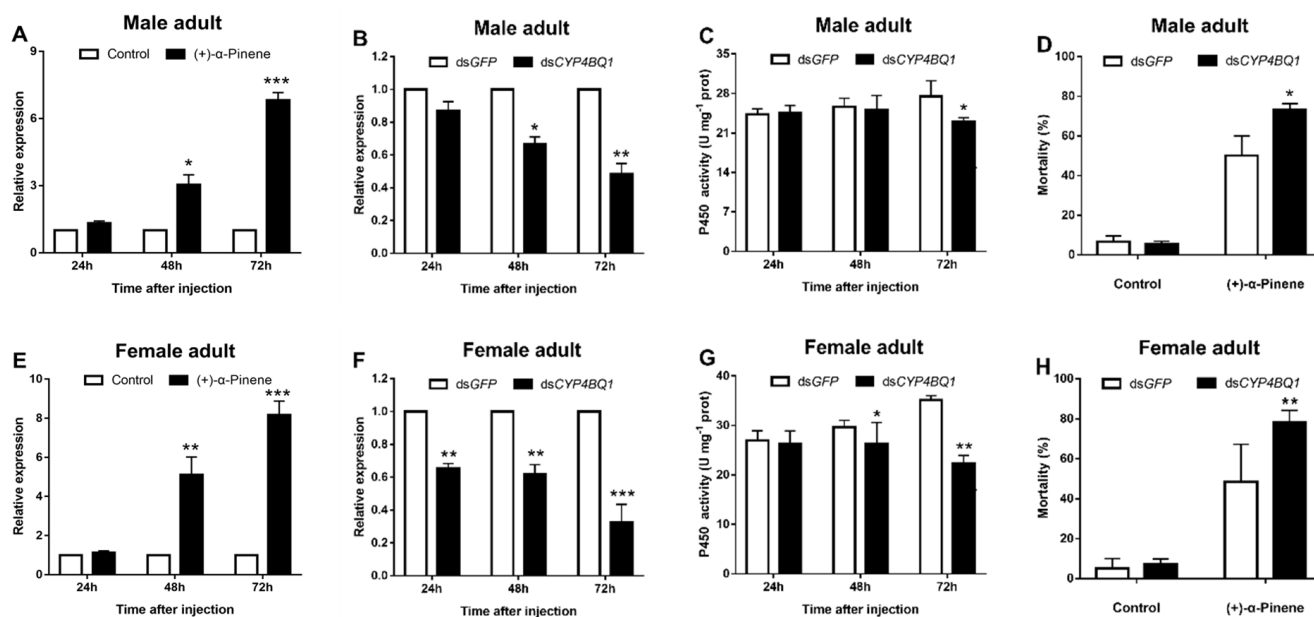 A
Male adult
Control (+)-α-Pinene
Relative expression
9
6
3
0
*
***
24h 48h 72h
Time after injection
B
Male adult
dsGFP dsCYP4BQ1
Relative expression
1.2
1.0
0.8
0.6
0.4
0.2
0.0
*
**
24h 48h 72h
Time after injection
C
Male adult
dsGFP dsCYP4BQ1
P450 activity (U mg⁻¹ prot)
35
28
21
14
7
0
*
24h 48h 72h
Time after injection
D
Male adult
dsGFP dsCYP4BQ1
Mortality (%)
100
80
60
40
20
0
*
Control (+)-α-Pinene
E
Female adult
Control (+)-α-Pinene
Relative expression
10
8
6
4
2
0
**
***
24h 48h 72h
Time after injection
F
Female adult
dsGFP dsCYP4BQ1
Relative expression
1.2
1.0
0.8
0.6
0.4
0.2
0.0
**
**
***
24h 48h 72h
Time after injection
G
Female adult
dsGFP dsCYP4BQ1
P450 activity (U mg⁻¹ prot)
40
30
20
10
0
*
**
24h 48h 72h
Time after injection
H
Female adult
dsGFP dsCYP4BQ1
Mortality (%)
100
80
60
40
20
0
**
Control (+)-α-Pinene